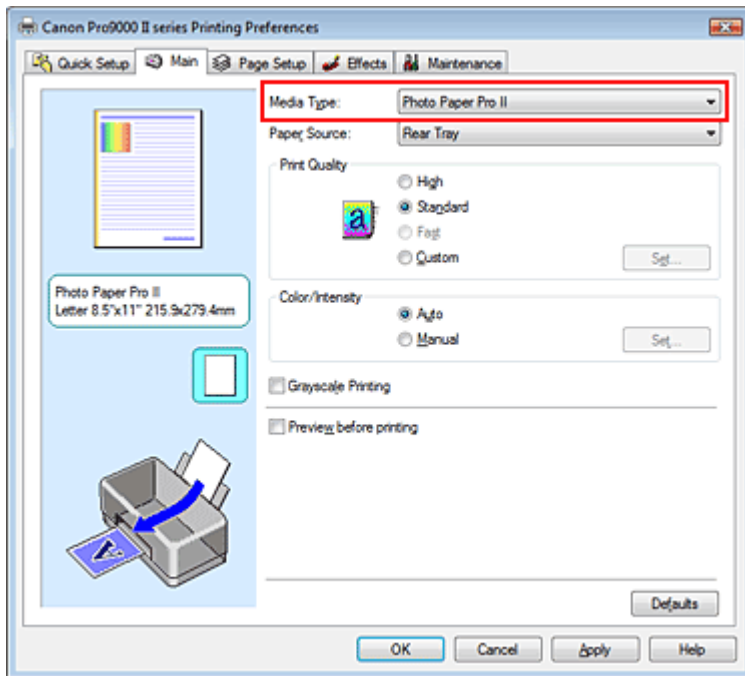 Canon Pro9000 II series Printing Preferences
Quick Setup
Main
Page Setup
Effects
Maintenance
Media Type:
Photo Paper Pro II
Paper Source:
Rear Tray
Print Quality
High
Standard
Fast
Custom
Set...
Photo Paper Pro II
Letter 8.5"x11" 215.9x279.4mm
Color/Intensity
Auto
Manual
Set...
Grayscale Printing
Preview before printing
Defaults
OK
Cancel
Apply
Help